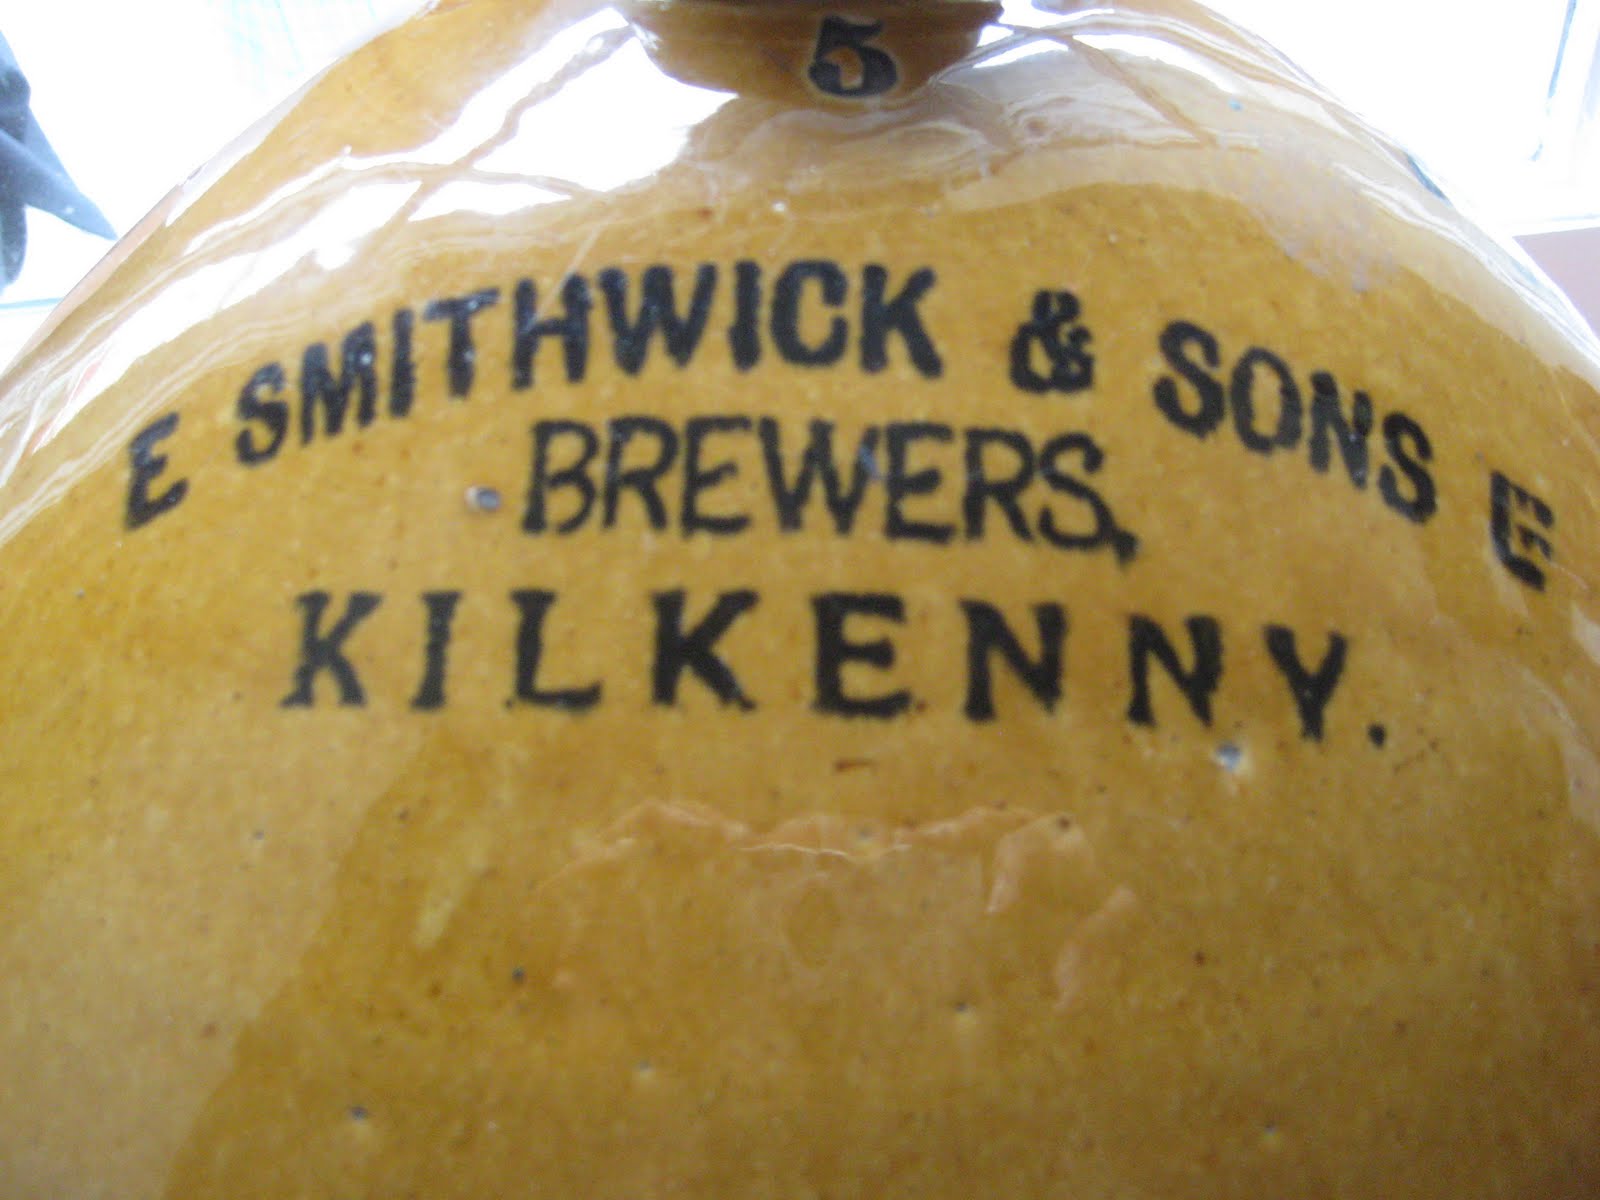 5
E SMITHWICK & SONS
BREWERS,
KILKENNY.